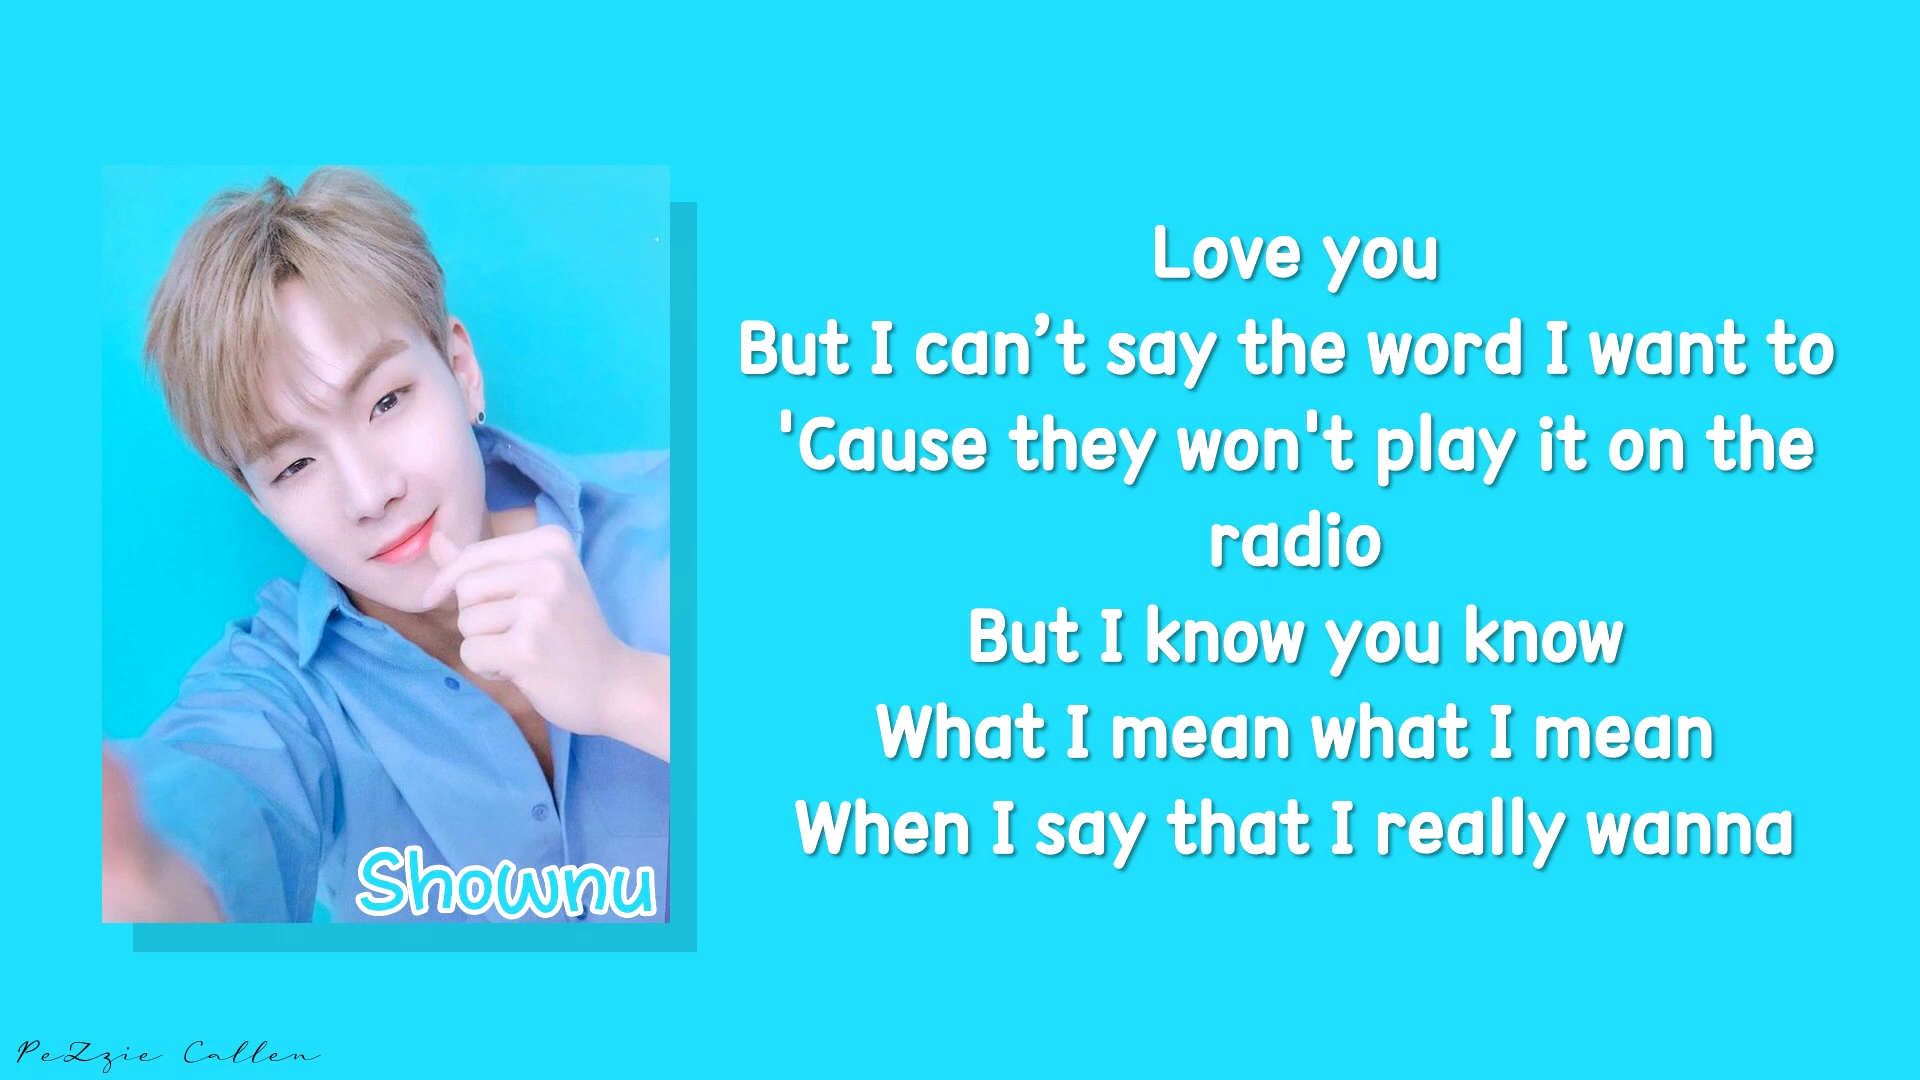 Love you
But I can’t say the word I want to
'Cause they won't play it on the
radio
But I know you know
What I mean what I mean
When I say that I really wanna
Shownu
PeZzie Callen